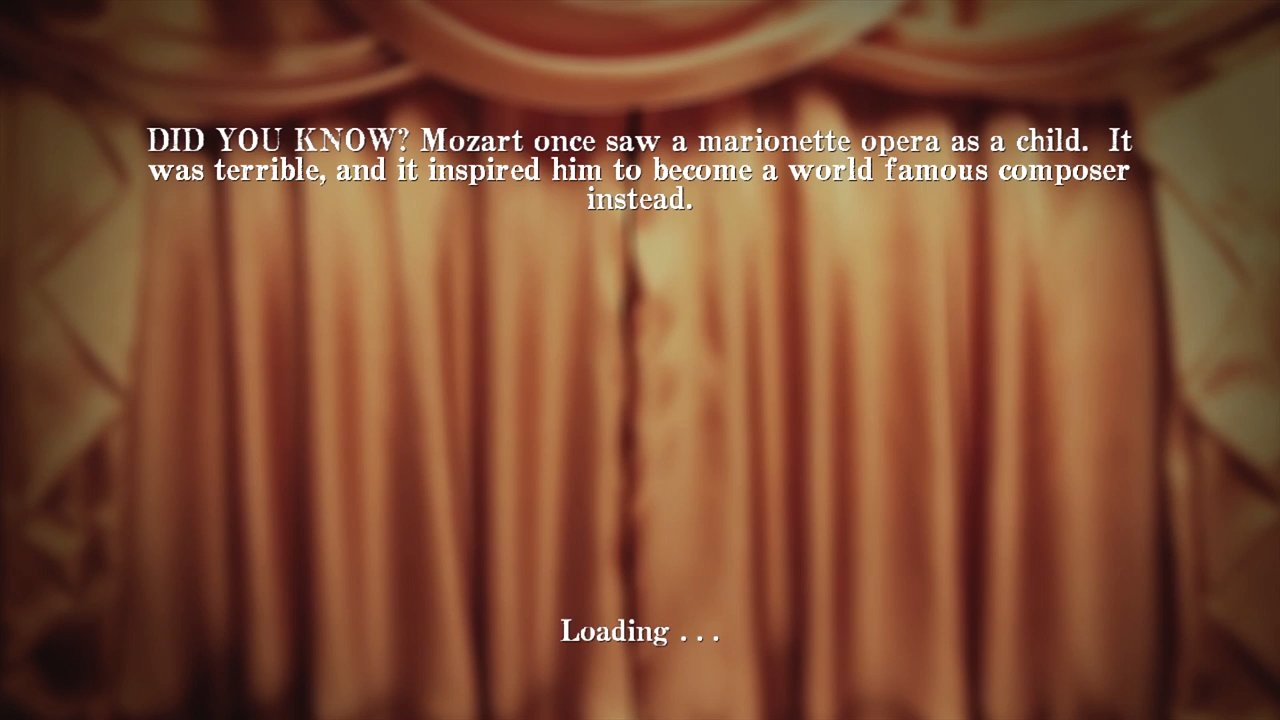 DID YOU KNOW? Mozart once saw a marionette opera as a child.  It
was terrible, and it inspired him to become a world famous composer
instead.
Loading . . .